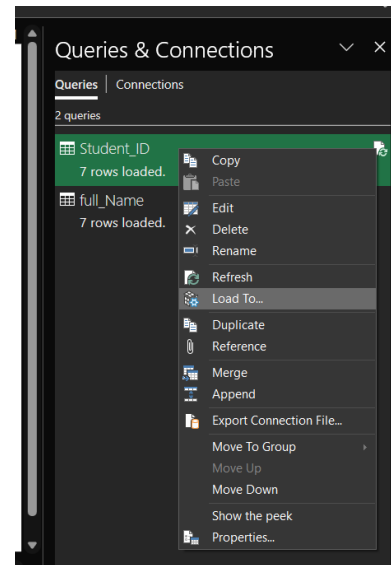 Queries & Connections
Queries | Connections
2 queries
Student_ID
7 rows loaded.
full_Name
7 rows loaded.
Copy
Paste
Edit
Delete
Rename
Refresh
Load To...
Duplicate
Reference
Merge
Append
Export Connection File...
Move To Group
Move Up
Move Down
Show the peek
Properties...